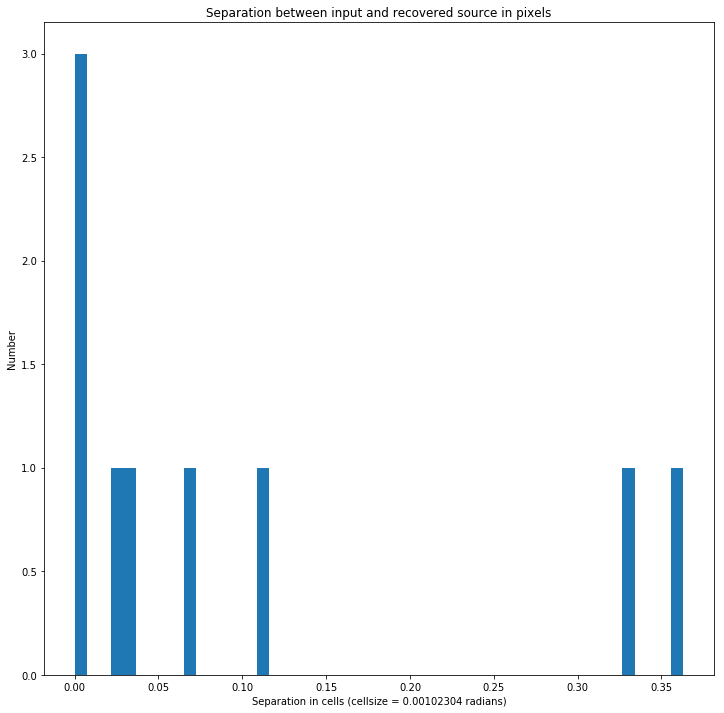 Separation between input and recovered source in pixels
3.0
2.5
2.0
1.5
1.0
0.5
0.0
Number
0.00 0.05 0.10 0.15 0.20 0.25 0.30 0.35
Separation in cells (cellsize = 0.00102304 radians)